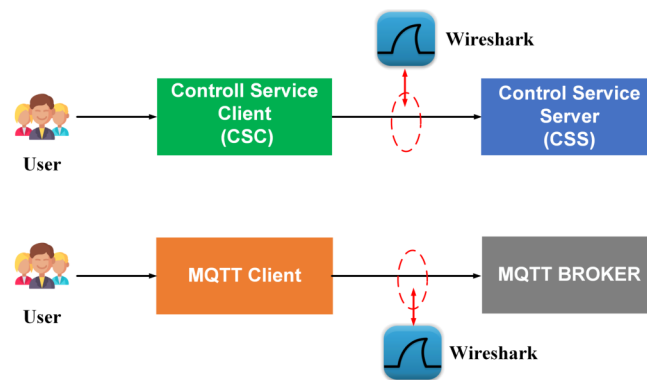 Wireshark
Controll Service
Client
(CSC)
Control Service
Server
(CSS)
User
MQTT Client
MQTT BROKER
User
Wireshark